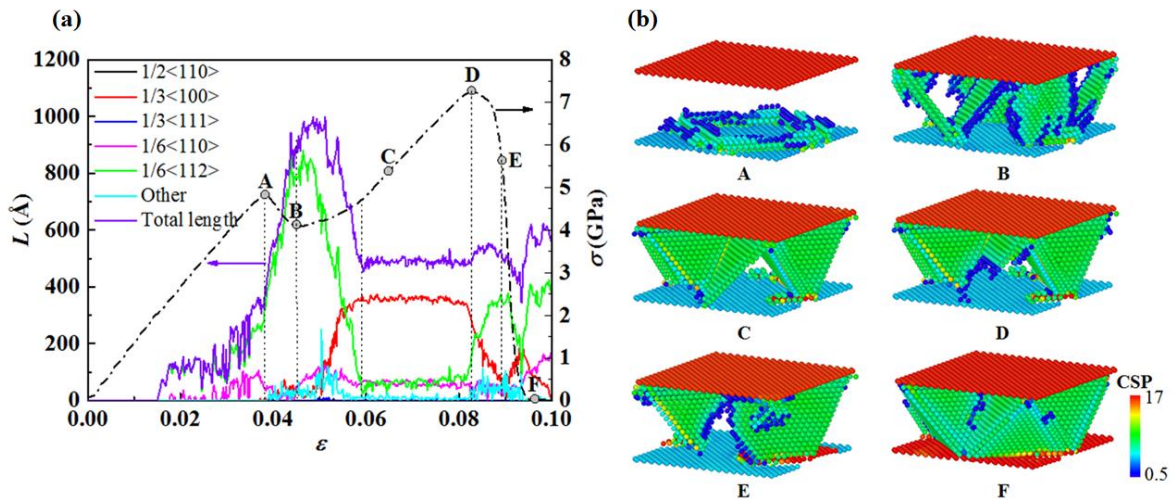 (a)
1200
1000
800
600
400
200
0
L (Å)
1/2<110>
1/3<100>
1/3<111>
1/6<110>
1/6<112>
Other
Total length
A
B
C
D
E
F
8
7
6
5
4
3
2
1
0
σ (GPa)
0.00 0.02 0.04 0.06 0.08 0.10
ε
(b)
A B
C D
E F
CSP
17
0.5